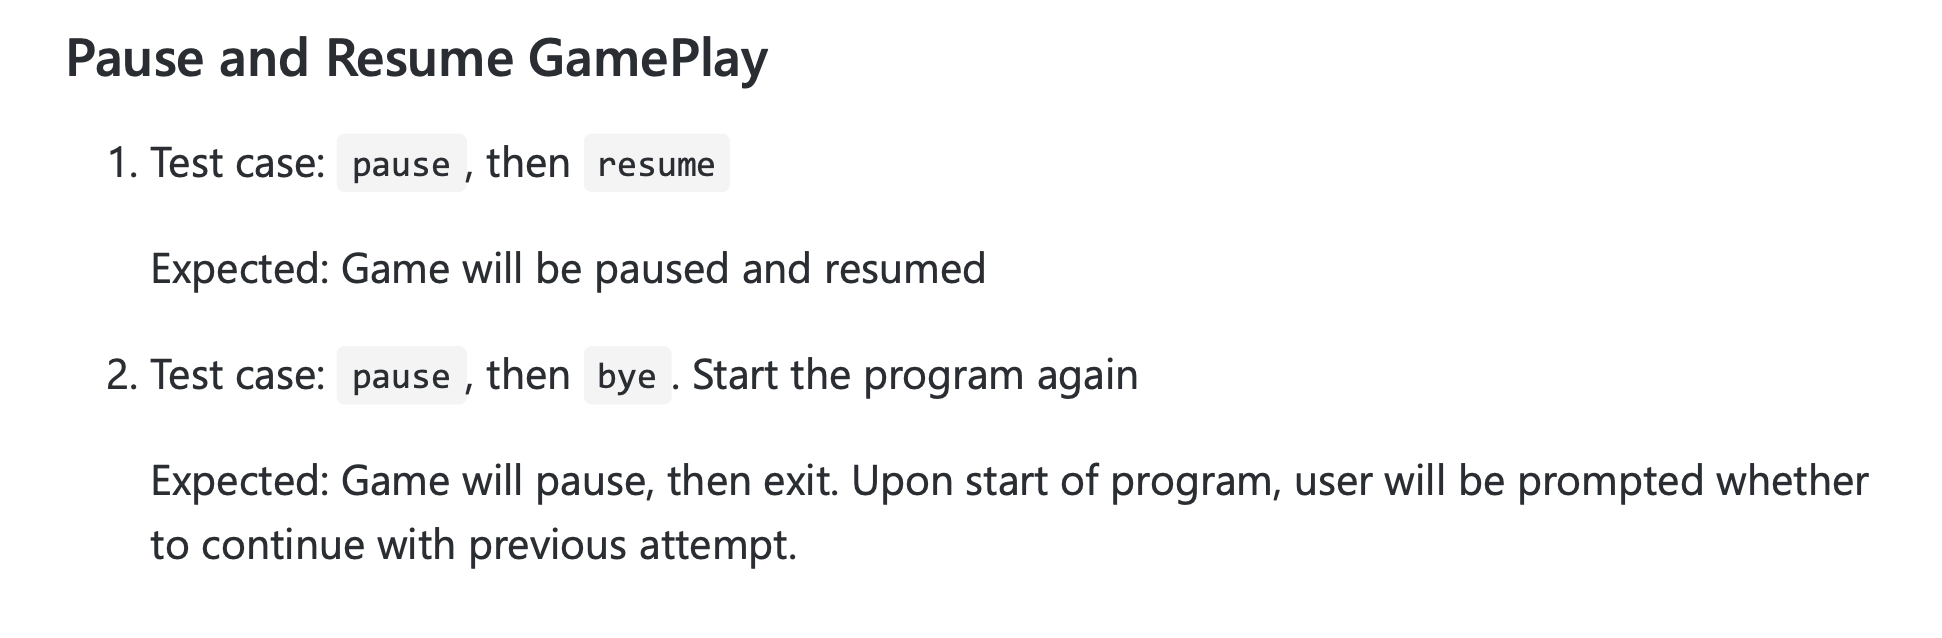 Pause and Resume GamePlay
1. Test case: pause, then resume
Expected: Game will be paused and resumed
2. Test case: pause, then bye. Start the program again
Expected: Game will pause, then exit. Upon start of program, user will be prompted whether
to continue with previous attempt.